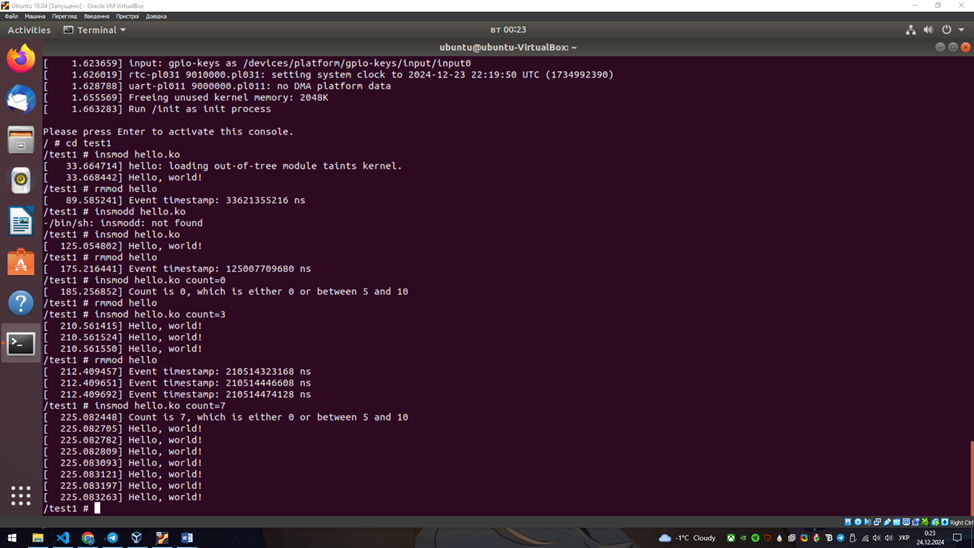 Ubuntu 18.04 [Запущено] - Oracle VM VirtualBox
Файл Машина Перегляд Введення Пристрої Довідка
Activities Terminal ВТ 00:23
ubuntu@ubuntu-VirtualBox: ~
[    1.623659] input: gpio-keys as /devices/platform/gpio-keys/input/input0
[    1.626019] rtc-pl031 9010000.pl031: setting system clock to 2024-12-23 22:19:50 UTC (1734992390)
[    1.628788] uart-pl011 9000000.pl011: no DMA platform data
[    1.655569] Freeing unused kernel memory: 2048K
[    1.663283] Run /init as init process
Please press Enter to activate this console.
/ # cd test1
/test1 # insmod hello.ko
[   33.664714] hello: loading out-of-tree module taints kernel.
[   33.668442] Hello, world!
/test1 # rmmod hello
[   89.585241] Event timestamp: 33621355216 ns
/test1 # insmodd hello.ko
-/bin/sh: insmodd: not found
/test1 # insmod hello.ko
[  125.054802] Hello, world!
/test1 # rmmod hello
[  175.216441] Event timestamp: 125007709680 ns
/test1 # insmod hello.ko count=0
[  185.256852] Count is 0, which is either 0 or between 5 and 10
/test1 # rmmod hello
/test1 # insmod hello.ko count=3
[  210.561415] Hello, world!
[  210.561524] Hello, world!
[  210.561550] Hello, world!
/test1 # rmmod hello
[  212.409457] Event timestamp: 210514323168 ns
[  212.409651] Event timestamp: 210514446608 ns
[  212.409692] Event timestamp: 210514474128 ns
/test1 # insmod hello.ko count=7
[  225.082448] Count is 7, which is either 0 or between 5 and 10
[  225.082705] Hello, world!
[  225.082782] Hello, world!
[  225.082809] Hello, world!
[  225.083093] Hello, world!
[  225.083121] Hello, world!
[  225.083197] Hello, world!
[  225.083263] Hello, world!
/test1 #
Right Ctrl
-1°C Cloudy УКР 0:23
24.12.2024